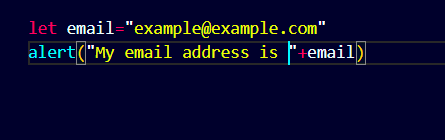 let email="example@example.com"
alert("My email address is "+email)